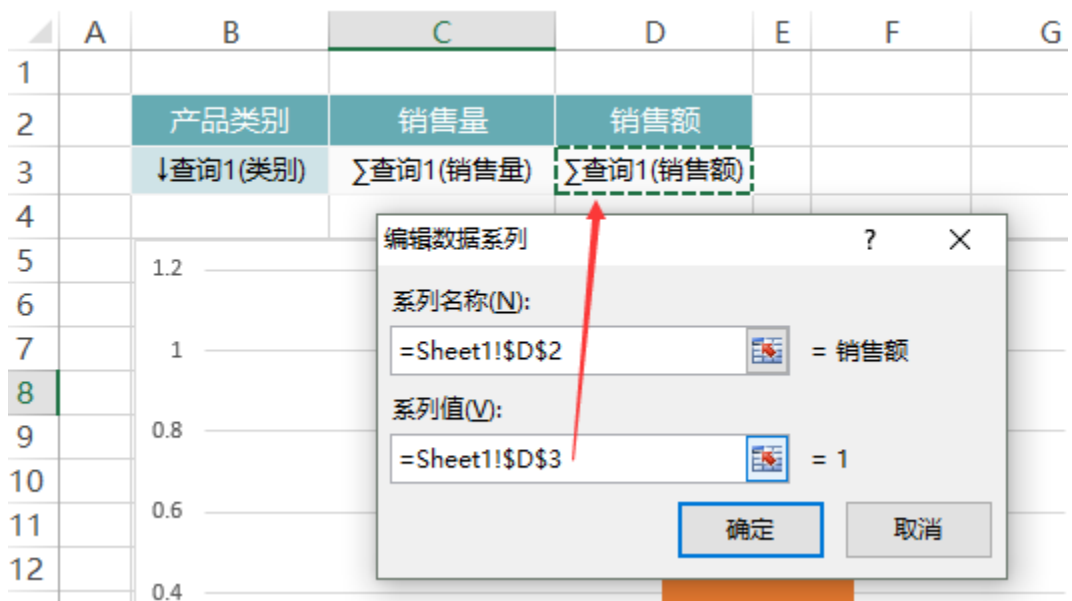 A B C D E F G
1
2 产品类别 销售量 销售额
3 ↓查询1(类别) ∑查询1(销售量) ∑查询1(销售额)
4
编辑数据系列 ? ×
5
1.2
系列名称(N):
6
7
1
=Sheet1!$D$2 = 销售额
8
系列值(V):
9
0.8
=Sheet1!$D$3 = 1
10
0.6
11
确定 取消
12
0.4